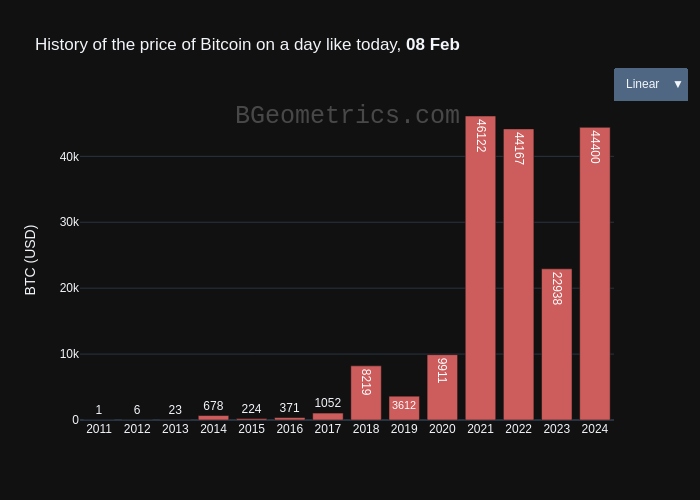 History of the price of Bitcoin on a day like today, 08 Feb
Linear ▼
BGeometrics.com
BTC (USD)
40k
30k
20k
10k
0
1
6
23
678
224
371
1052
8219
3612
9911
46122
44167
22938
44400
2011 2012 2013 2014 2015 2016 2017 2018 2019 2020 2021 2022 2023 2024